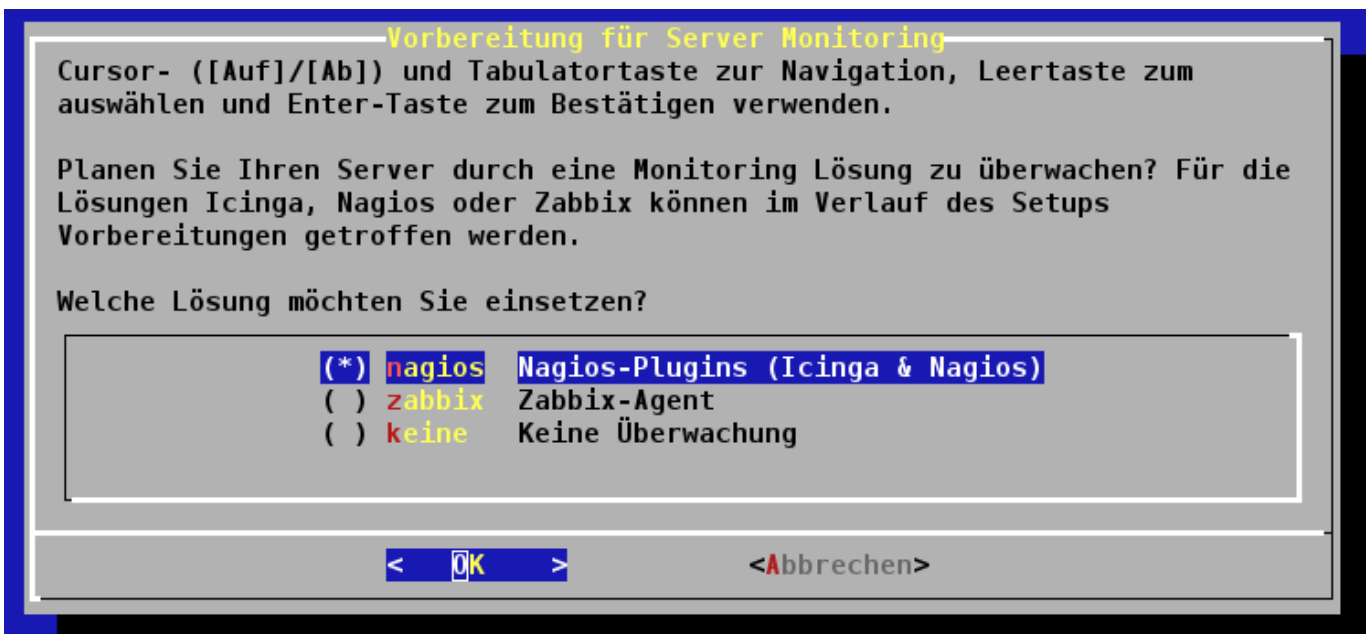 Vorbereitung für Server Monitoring
Cursor- ([Auf]/[Ab]) und Tabulatortaste zur Navigation, Leertaste zum
auswählen und Enter-Taste zum Bestätigen verwenden.
Planen Sie Ihren Server durch eine Monitoring Lösung zu überwachen? Für die
Lösungen Icinga, Nagios oder Zabbix können im Verlauf des Setups
Vorbereitungen getroffen werden.
Welche Lösung möchten Sie einsetzen?
(*) nagios Nagios-Plugins (Icinga & Nagios)
( ) zabbix Zabbix-Agent
( ) keine Keine Überwachung
< OK > <Abbrechen>